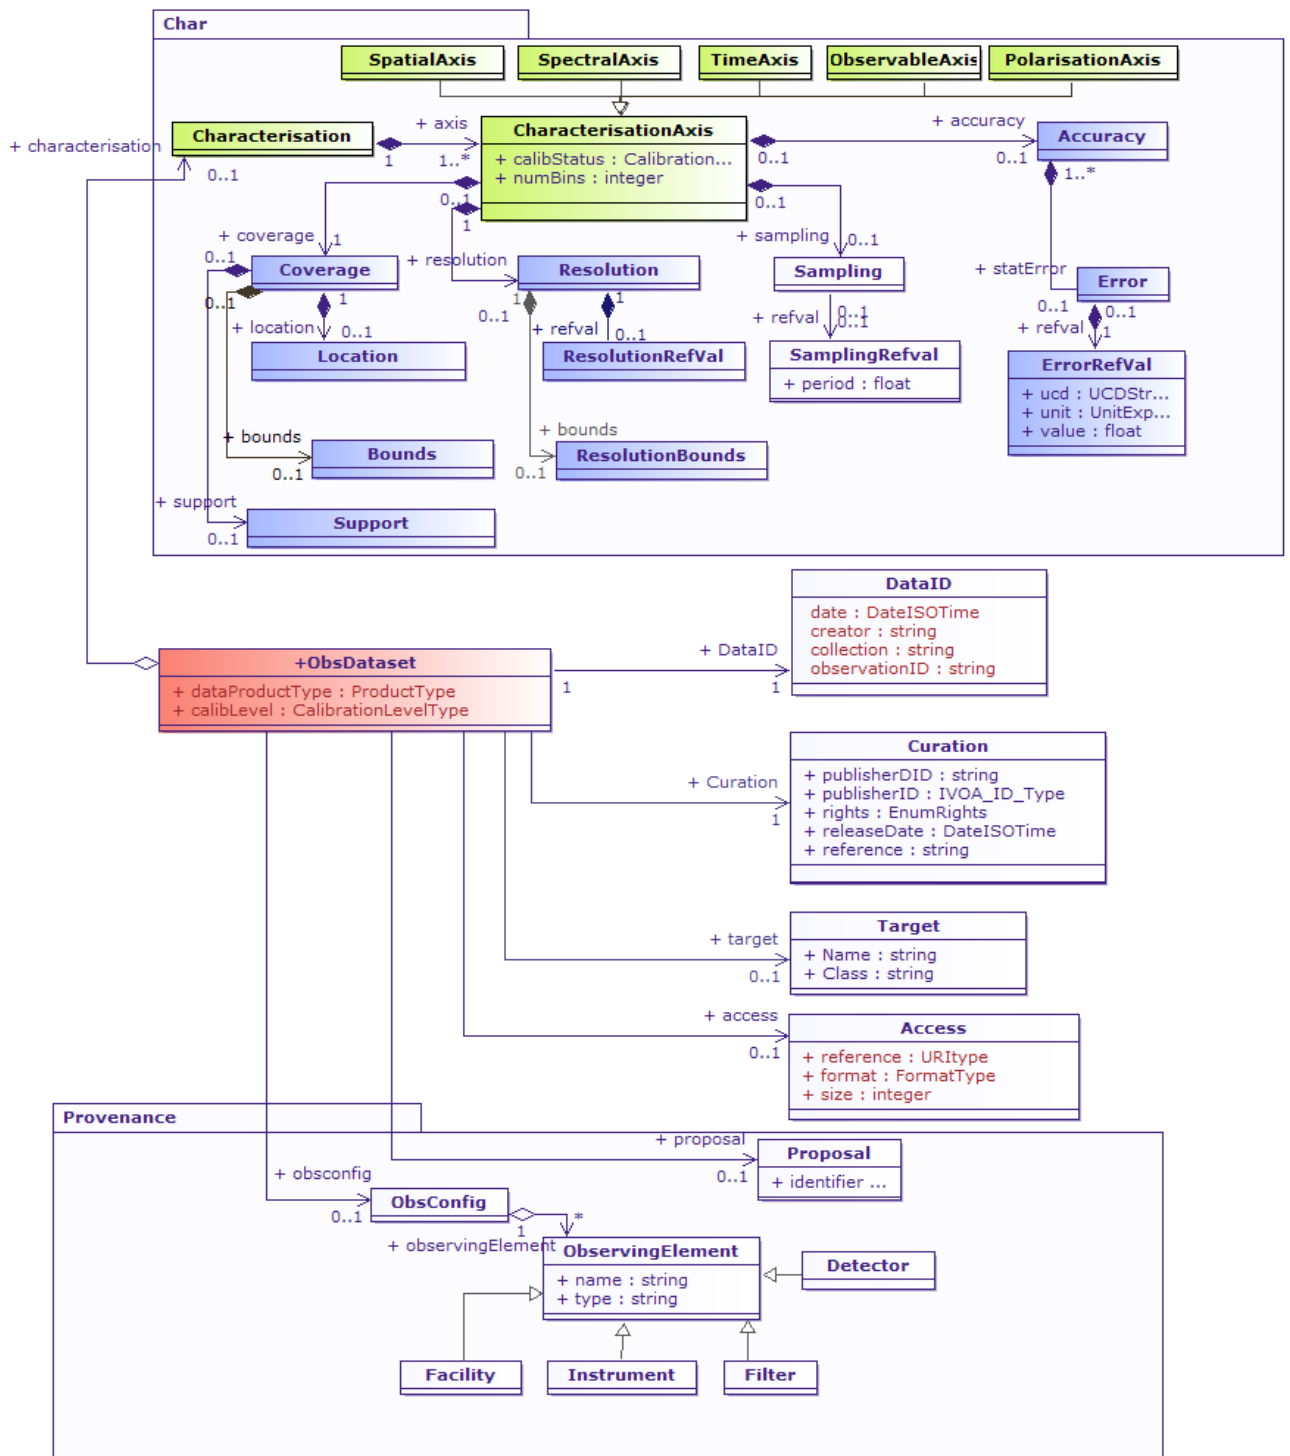 Char
SpatialAxis
SpectralAxis
TimeAxis
ObservableAxis
PolarisationAxis
+ characterisation
0..1
Characterisation
1
+ axis
1..*
CharacterisationAxis
+ calibStatus : Calibration...
+ numBins : integer
0..1
+ accuracy
0..1
Accuracy
1..*
0..1
1
0..1
+ coverage
1
+ resolution
+ sampling
0..1
+ statError
0..1
0..1
Coverage
0..1
1
Resolution
1
0..1
1
Sampling
0..1
0..1
Error
0..1
+ location
0..1
+ refval
0..1
+ refval
+ refval
1
Location
ResolutionRefVal
SamplingRefval
+ period : float
ErrorRefVal
+ ucd : UCDStr...
+ unit : UnitExp...
+ value : float
+ bounds
0..1
Bounds
+ bounds
0..1
ResolutionBounds
+ support
0..1
Support
DataID
date : DateISOTime
creator : string
collection : string
observationID : string
+ObsDataset
+ dataProductType : ProductType
+ calibLevel : CalibrationLevelType
+ DataID
1
1
Curation
+ publisherDID : string
+ publisherID : IVOA_ID_Type
+ rights : EnumRights
+ releaseDate : DateISOTime
+ reference : string
+ Curation
1
Target
+ Name : string
+ Class : string
+ target
0..1
Access
+ reference : URItype
+ format : FormatType
+ size : integer
+ access
0..1
Provenance
+ proposal
0..1
Proposal
+ identifier ...
+ obsconfig
0..1
ObsConfig
1
*
+ observingElement
ObservingElement
+ name : string
+ type : string
Detector
Facility
Instrument
Filter